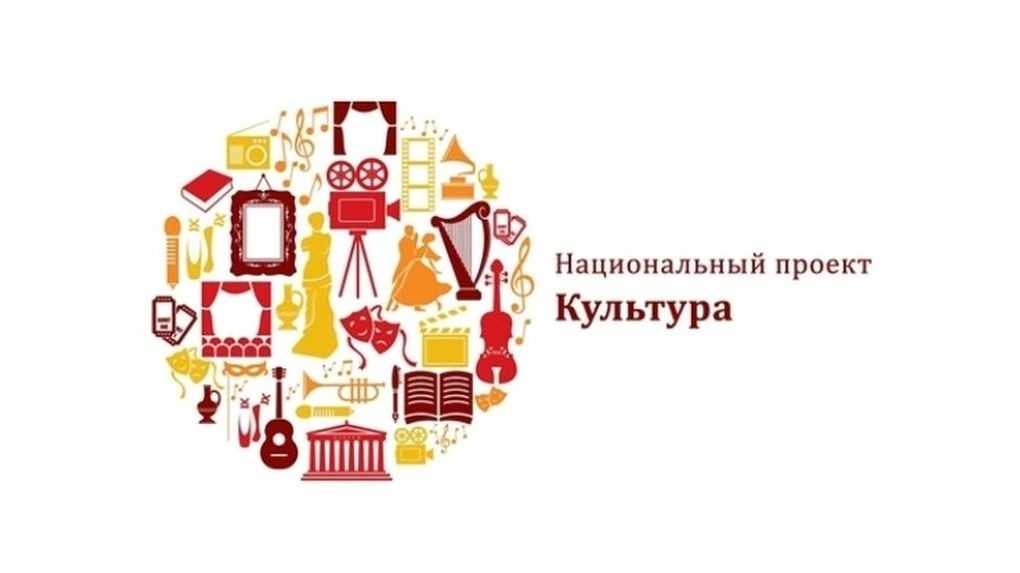 Национальный проект
Культура